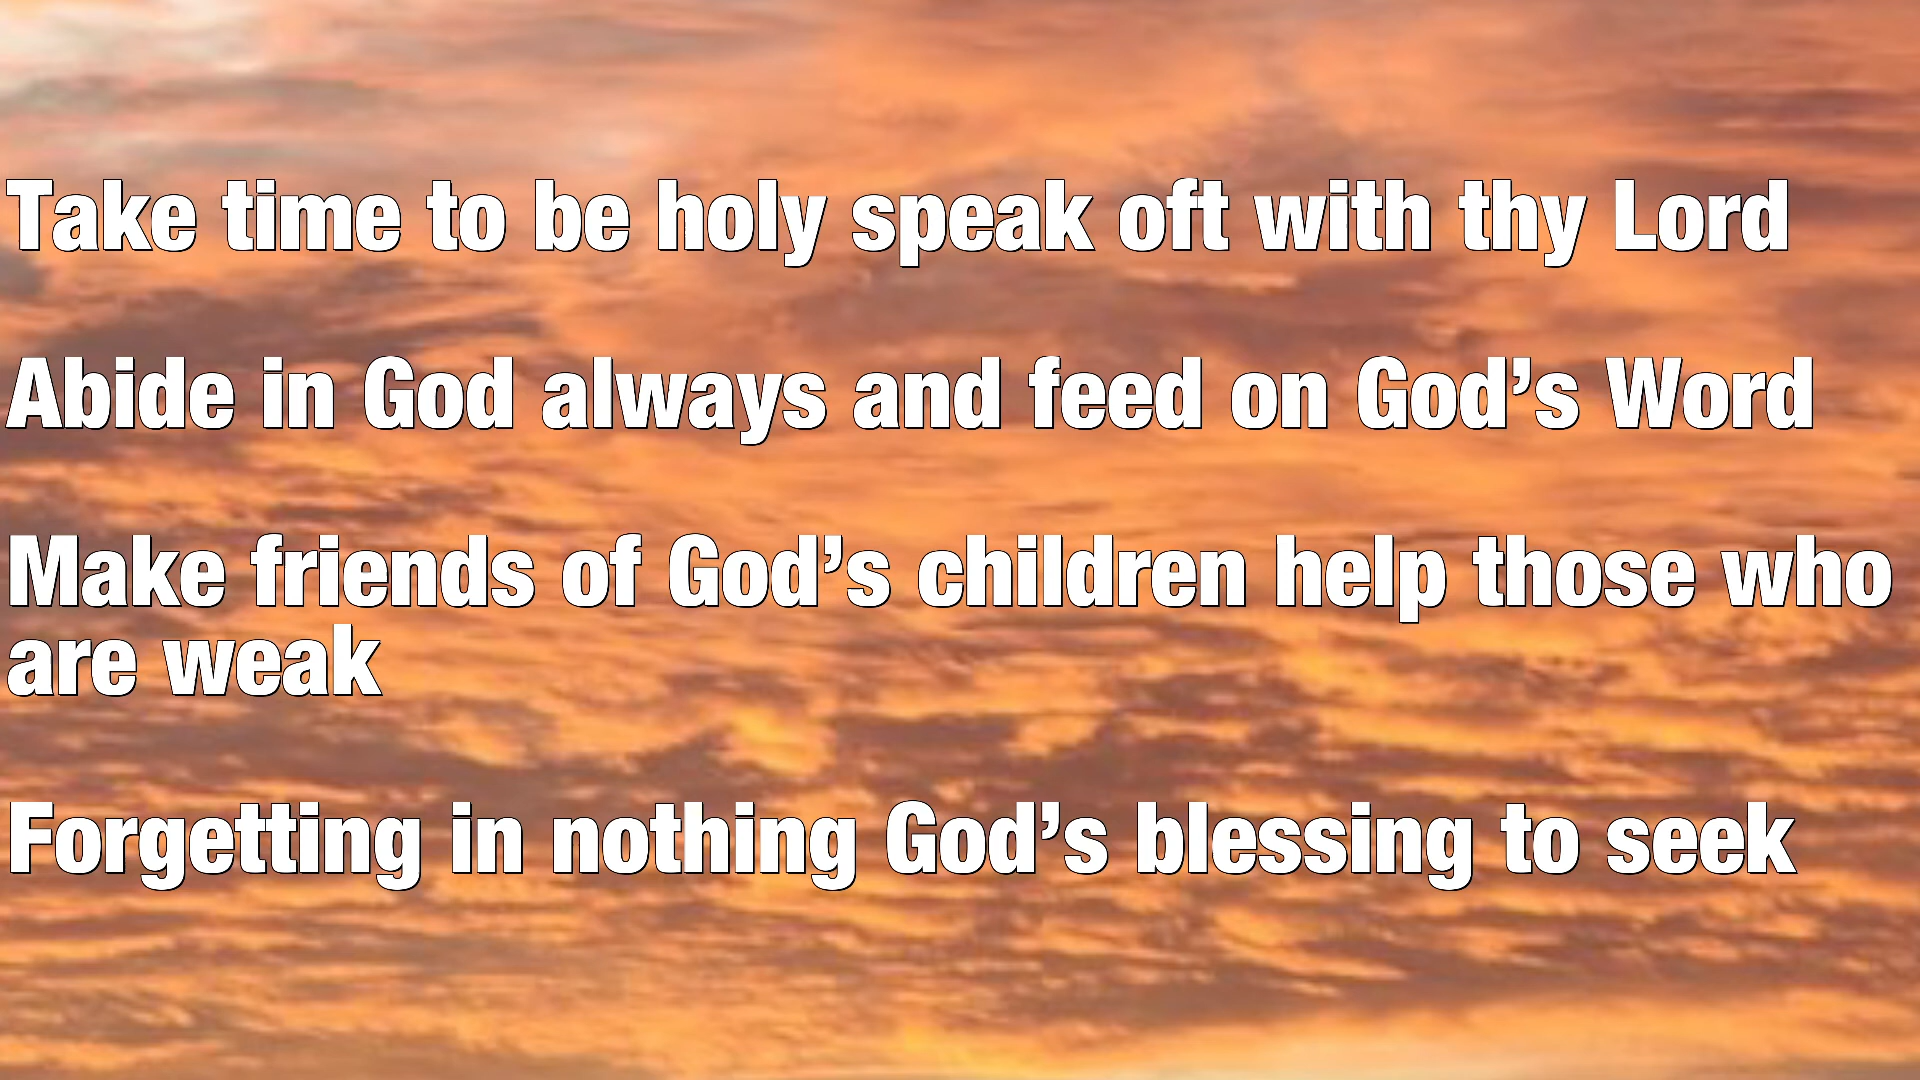 Take time to be holy speak oft with thy Lord
Abide in God always and feed on God’s Word
Make friends of God’s children help those who
are weak
Forgetting in nothing God’s blessing to seek